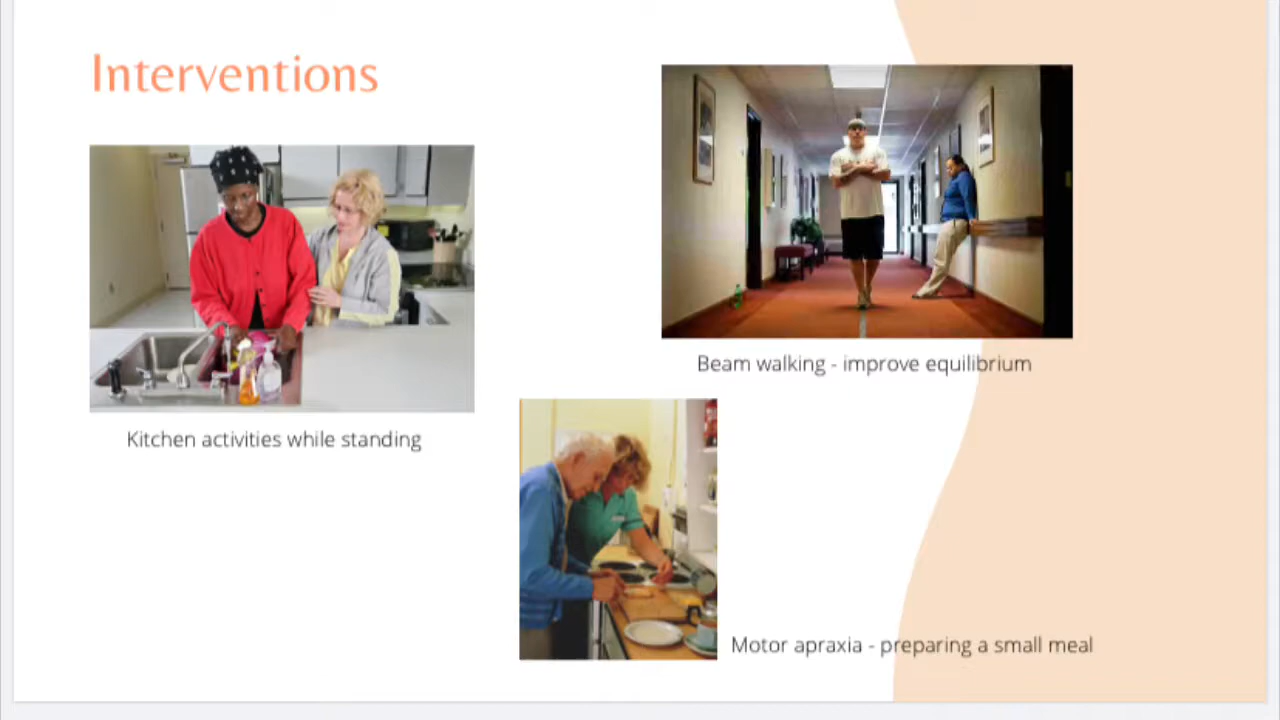 Interventions
Beam walking - improve equilibrium
Kitchen activities while standing
Motor apraxia - preparing a small meal